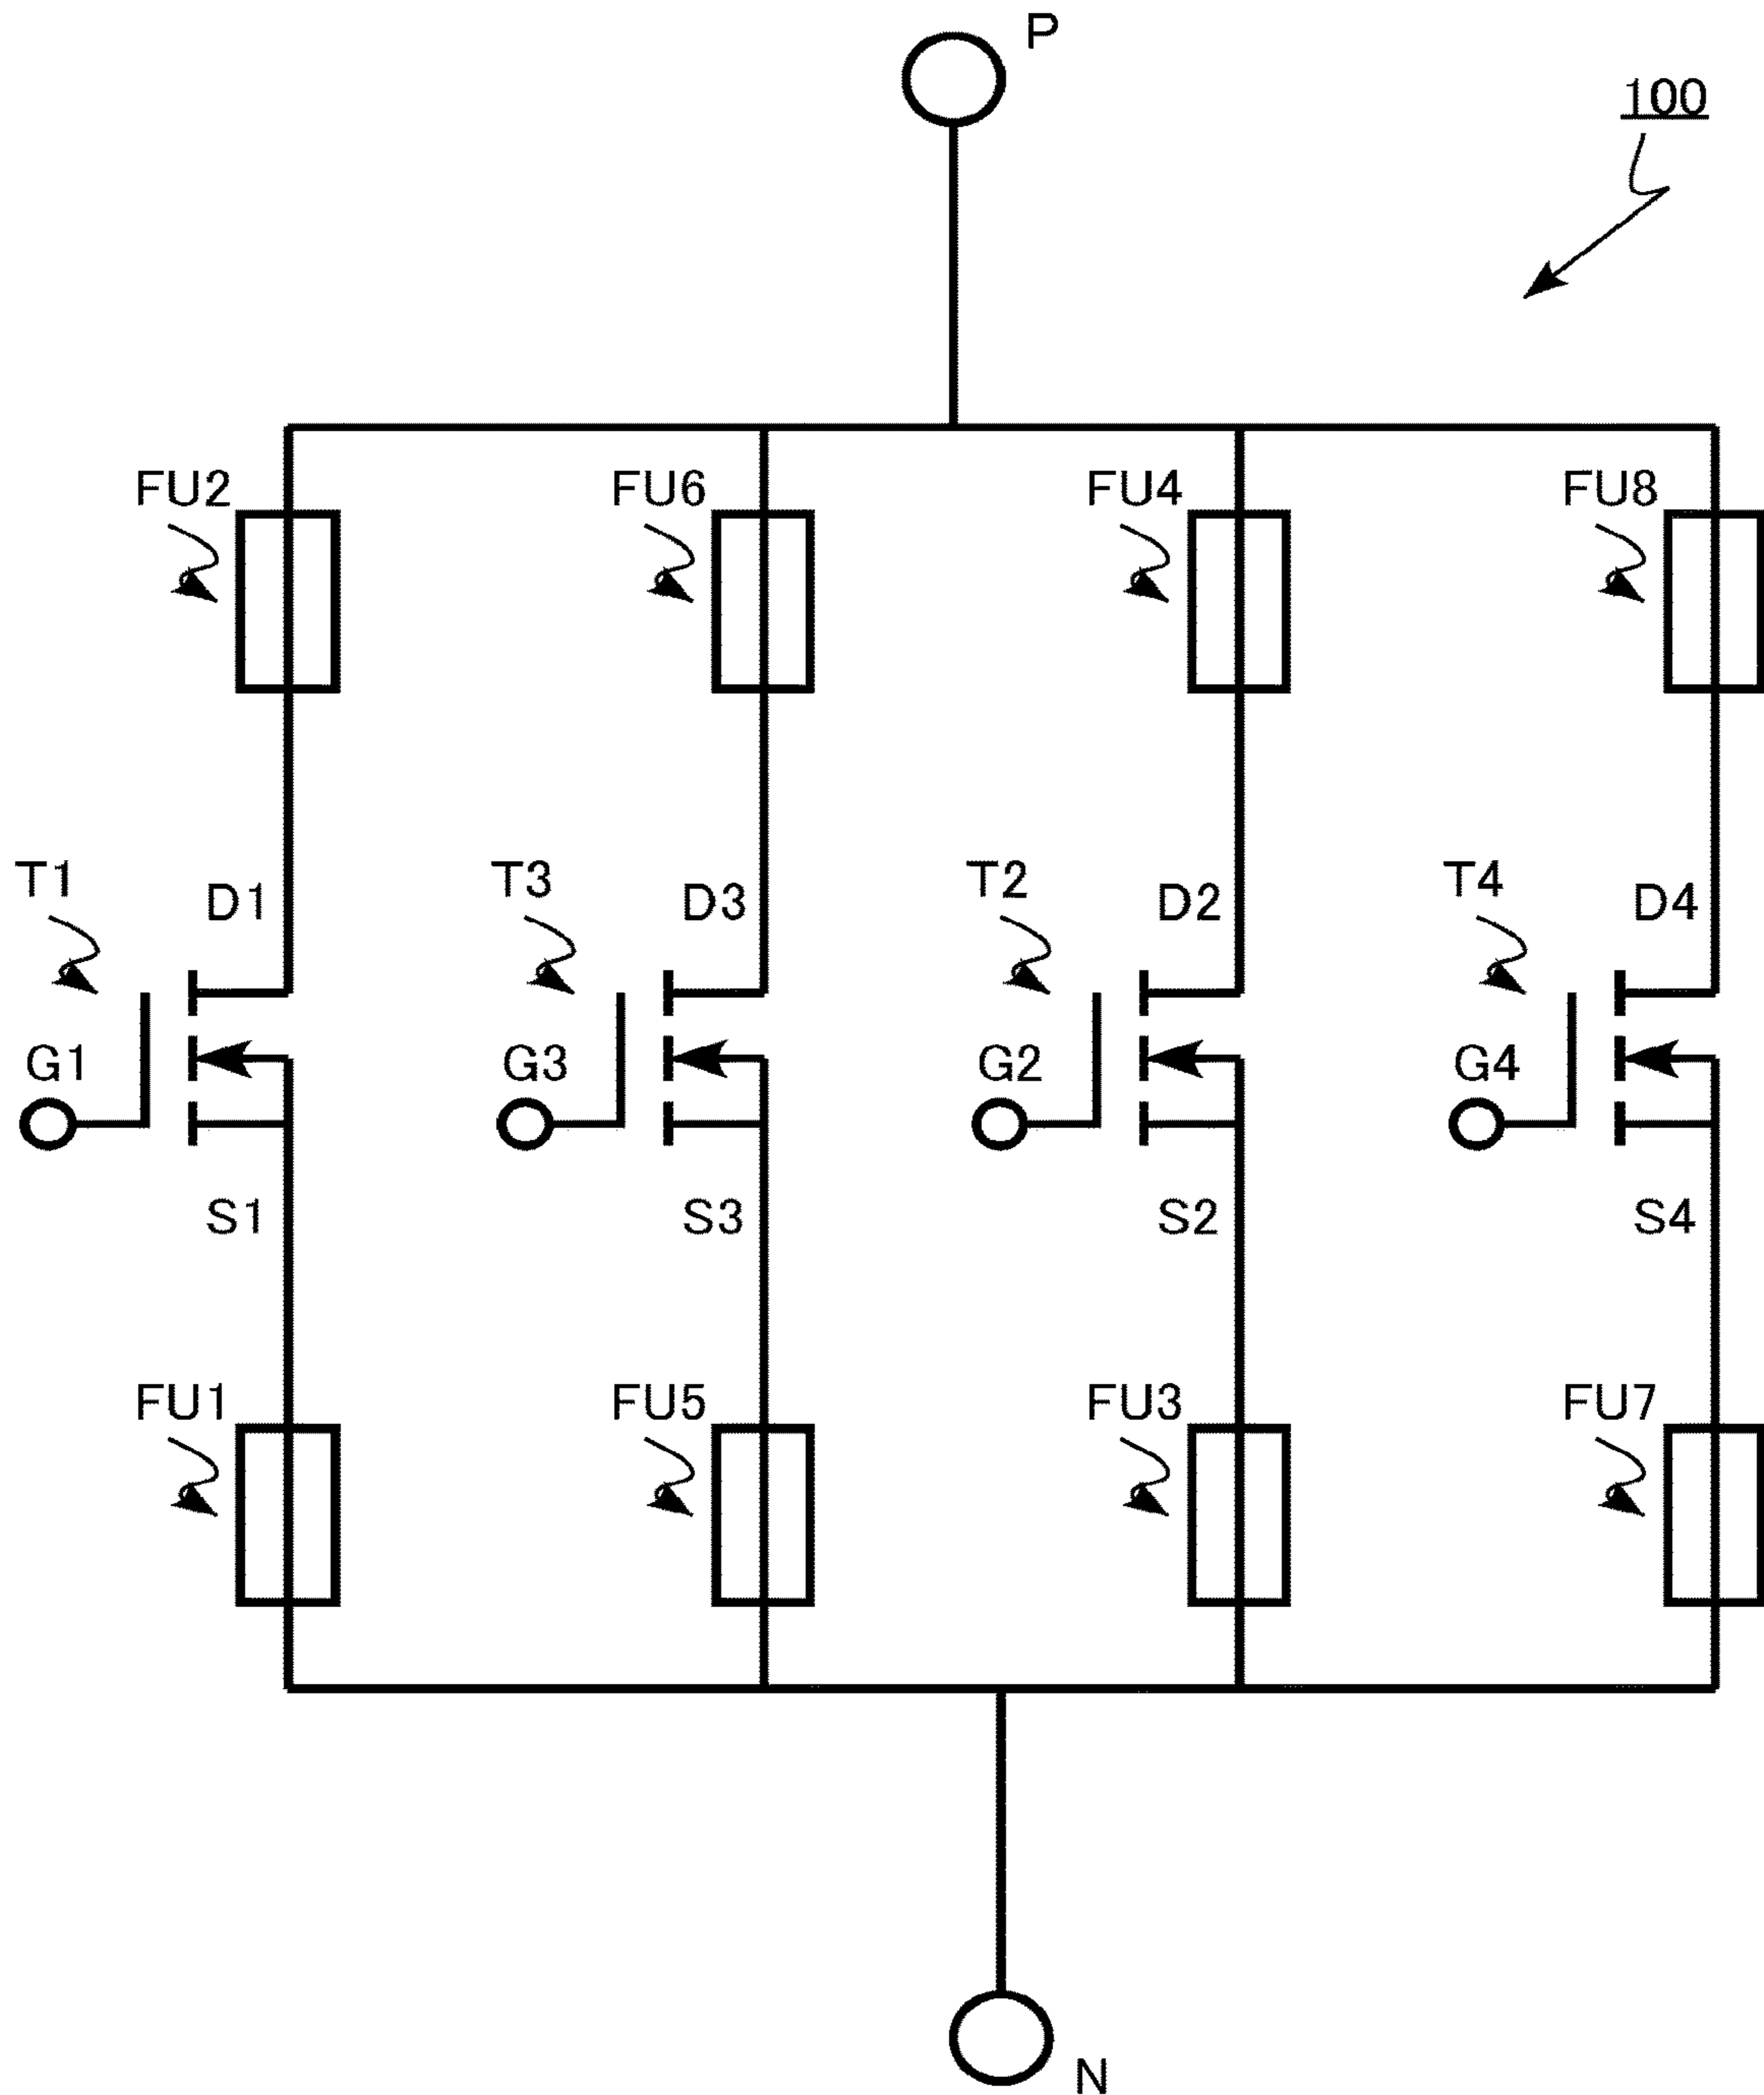 P
100
FU2 FU6 FU4 FU8
T1 D1 T3 D3 T2 D2 T4 D4
G1 G3 G2 G4
S1 S3 S2 S4
FU1 FU5 FU3 FU7
N